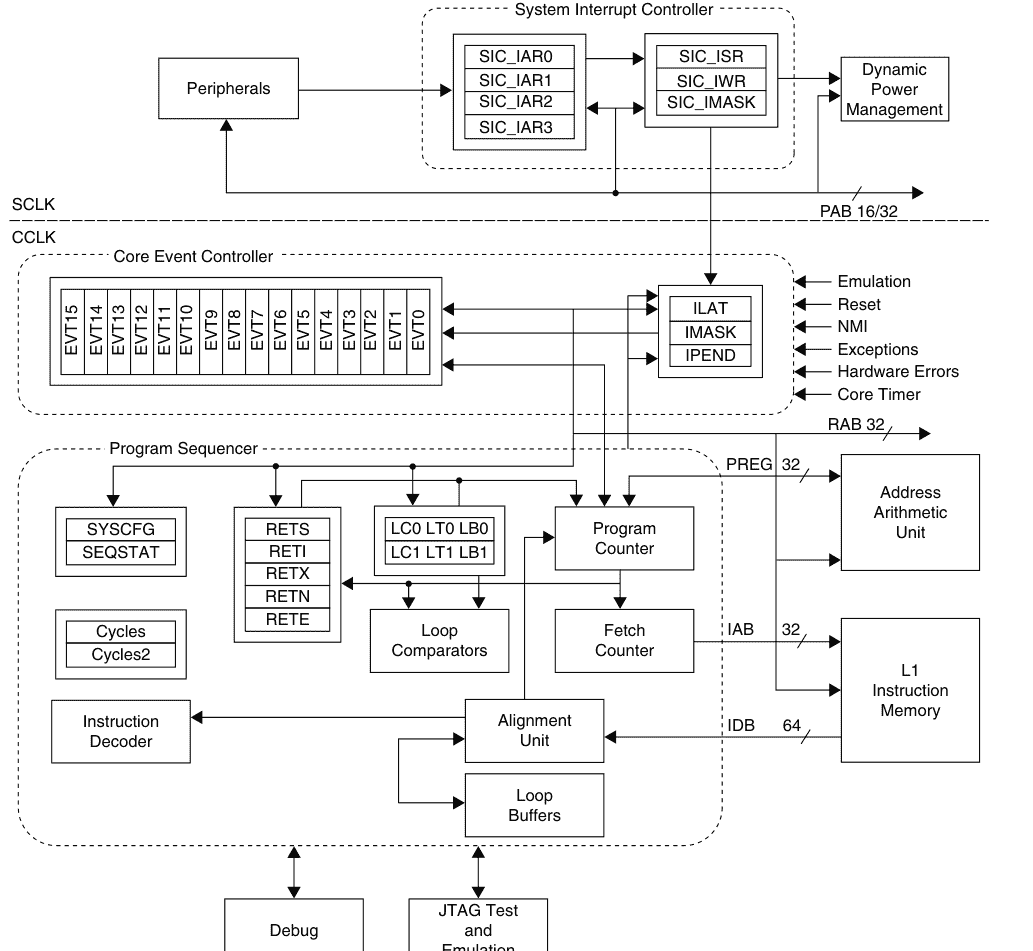 System Interrupt Controller
Peripherals
SIC_IAR0
SIC_IAR1
SIC_IAR2
SIC_IAR3
SIC_ISR
SIC_IWR
SIC_IMASK
Dynamic
Power
Management
SCLK
PAB 16/32
CCLK
Core Event Controller
EVT15
EVT14
EVT13
EVT12
EVT11
EVT10
EVT9
EVT8
EVT7
EVT6
EVT5
EVT4
EVT3
EVT2
EVT1
EVT0
ILAT
IMASK
IPEND
Emulation
Reset
NMI
Exceptions
Hardware Errors
Core Timer
RAB 32
Program Sequencer
PREG 32
SYSCFG
SEQSTAT
RETS
RETI
RETX
RETN
RETE
LC0 LT0 LB0
LC1 LT1 LB1
Program
Counter
Address
Arithmetic
Unit
Cycles
Cycles2
Loop
Comparators
Fetch
Counter
IAB 32
L1
Instruction
Memory
Instruction
Decoder
Alignment
Unit
IDB 64
Loop
Buffers
Debug
JTAG Test
and
Emulation